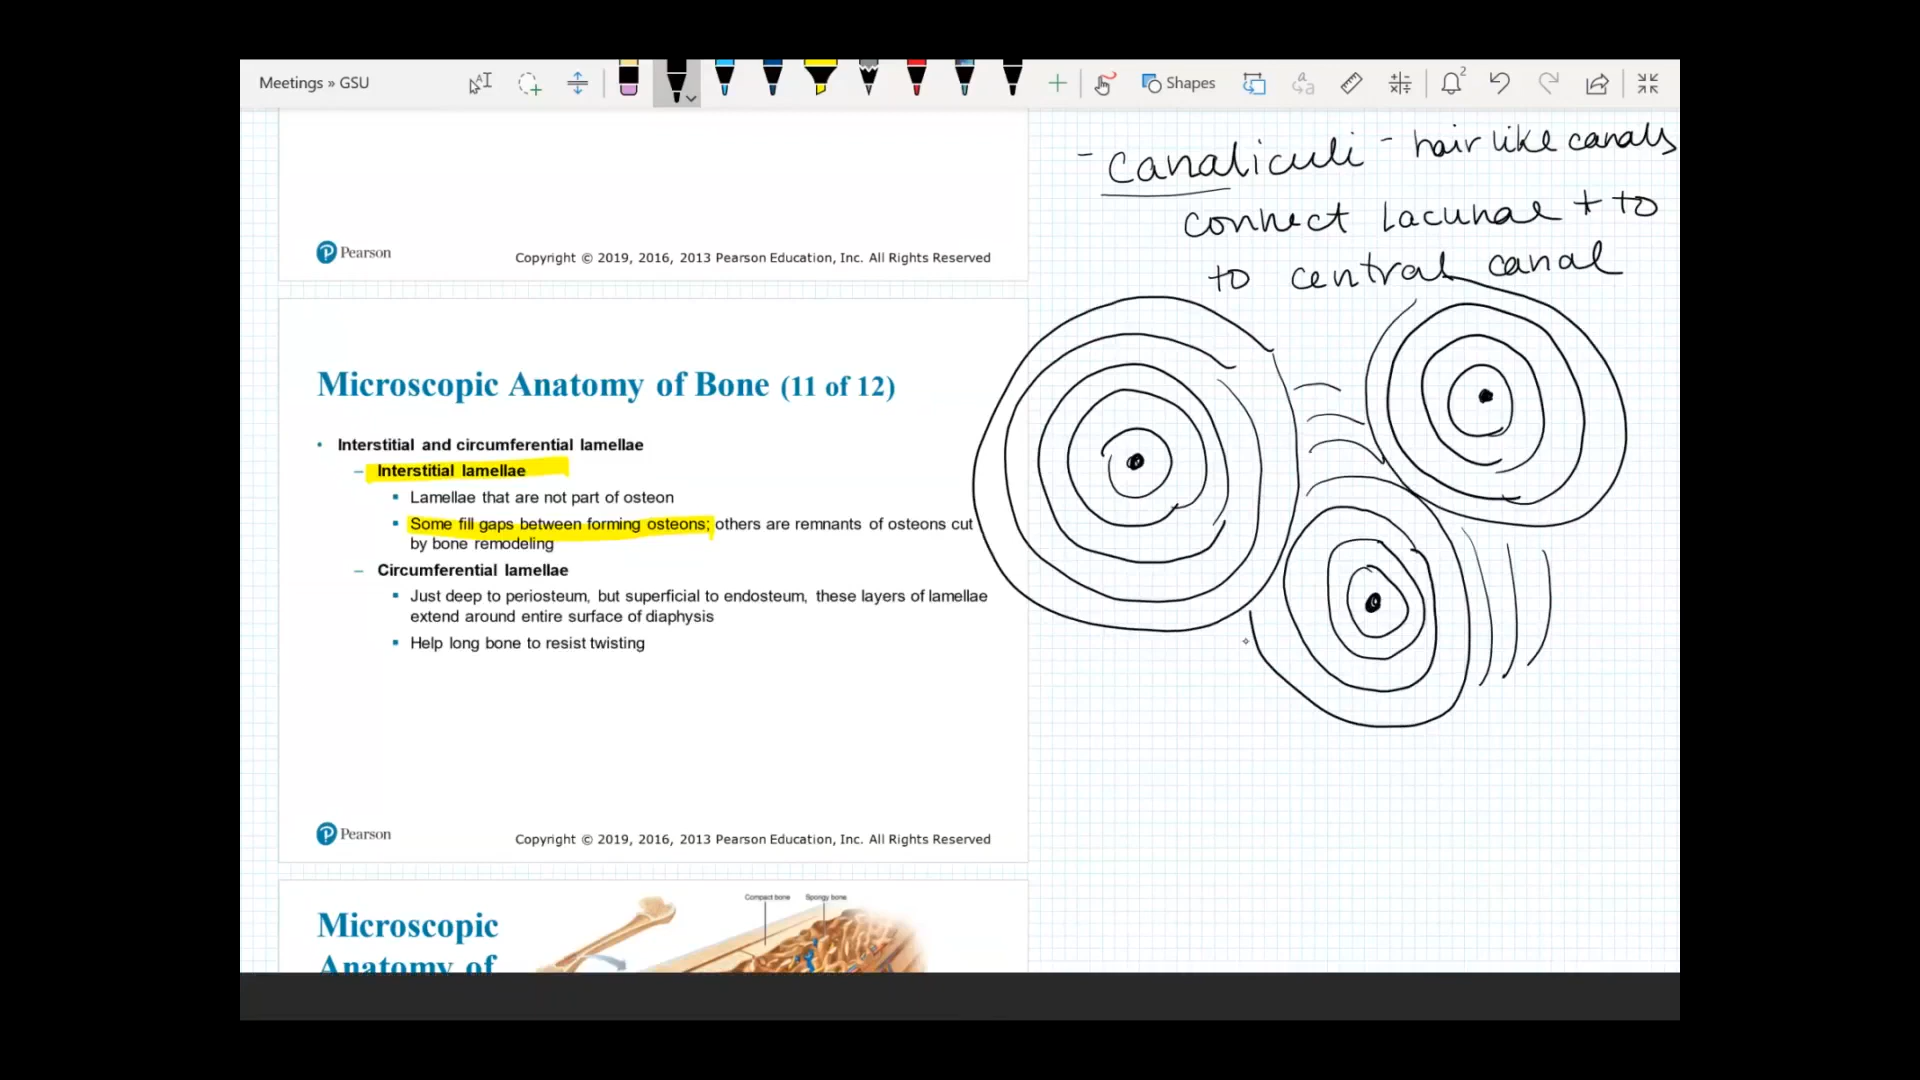 Meetings » GSU
2
Shapes
- canaliculi - hair like canals
connect lacunae + to
to central canal
Pearson
Copyright © 2019, 2016, 2013 Pearson Education, Inc. All Rights Reserved
Microscopic Anatomy of Bone (11 of 12)
• Interstitial and circumferential lamellae
– Interstitial lamellae
▪ Lamellae that are not part of osteon
▪ Some fill gaps between forming osteons; others are remnants of osteons cut
by bone remodeling
– Circumferential lamellae
▪ Just deep to periosteum, but superficial to endosteum, these layers of lamellae
extend around entire surface of diaphysis
▪ Help long bone to resist twisting
Pearson
Copyright © 2019, 2016, 2013 Pearson Education, Inc. All Rights Reserved
Microscopic
Anatomy of
Compact bone
Spongy bone